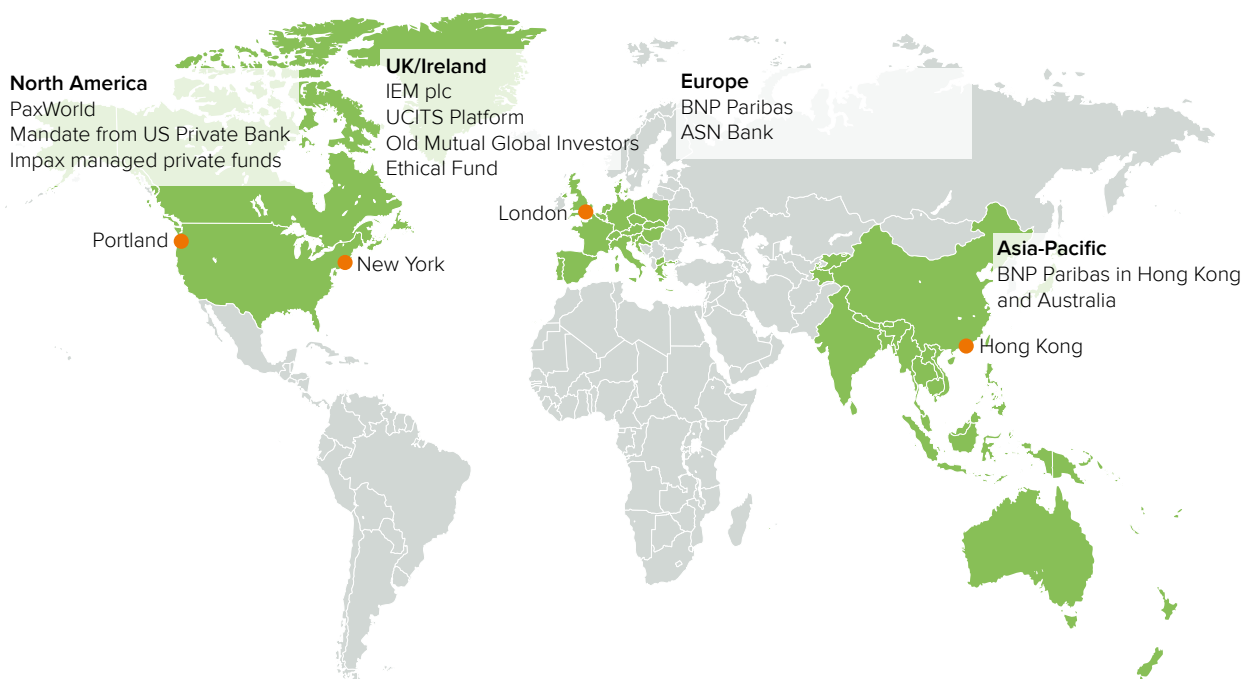 North America
PaxWorld
Mandate from US Private Bank
Impax managed private funds
UK/Ireland
IEM plc
UCITS Platform
Old Mutual Global Investors
Ethical Fund
Europe
BNP Paribas
ASN Bank
London
Portland
New York
Asia-Pacific
BNP Paribas in Hong Kong
and Australia
Hong Kong